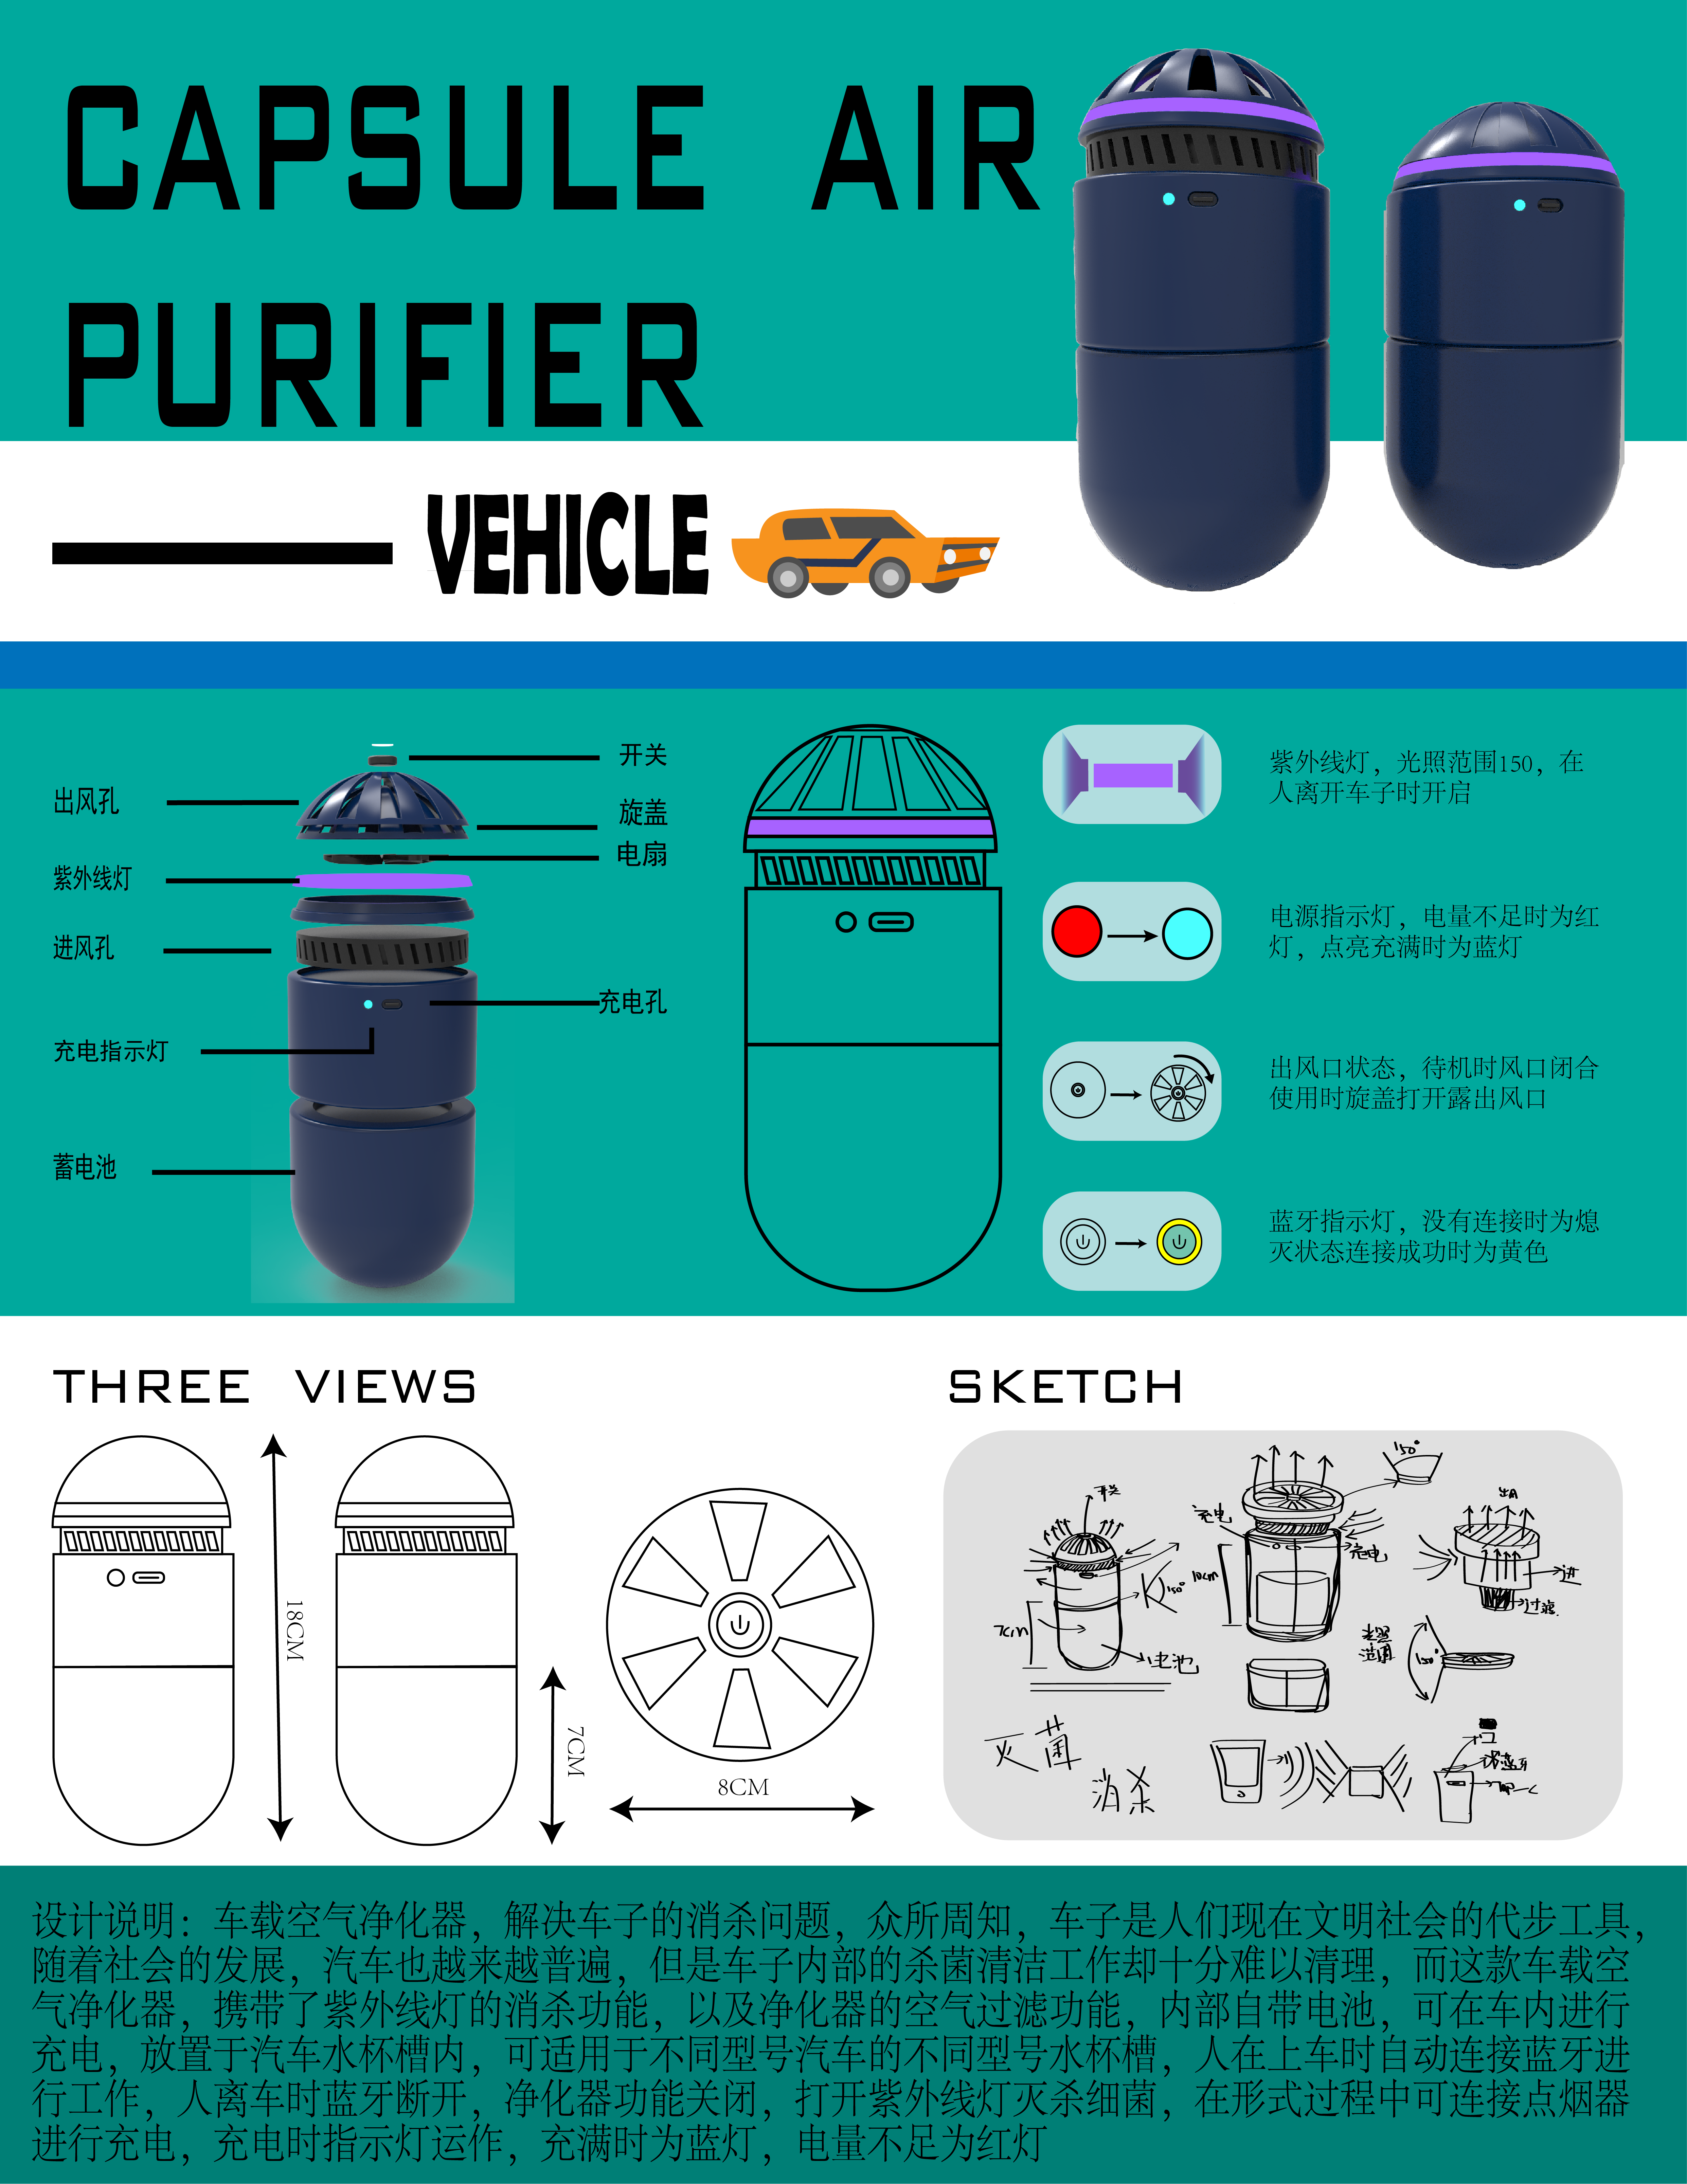 CAPSULE AIR
PURIFIER
VEHICLE
开关
出风孔
旋盖
电扇
紫外线灯
进风孔
充电孔
充电指示灯
蓄电池
紫外线灯，光照范围150，在
人离开车子时开启
电源指示灯，电量不足时为红
灯，点亮充满时为蓝灯
出风口状态，待机时风口闭合
使用时旋盖打开露出风口
蓝牙指示灯，没有连接时为熄
灭状态连接成功时为黄色
THREE VIEWS
18CM
7CM
8CM
SKETCH
150°
开关
充电
出风
充电
150°
10cm
进
过滤
7cm
电池
光照
范围
150°
灭菌
消杀
设计说明：车载空气净化器，解决车子的消杀问题，众所周知，车子是人们现在文明社会的代步工具，
随着社会的发展，汽车也越来越普遍，但是车子内部的杀菌清洁工作却十分难以清理，而这款车载空
气净化器，携带了紫外线灯的消杀功能，以及净化器的空气过滤功能，内部自带电池，可在车内进行
充电，放置于汽车水杯槽内，可适用于不同型号汽车的不同型号水杯槽，人在上车时自动连接蓝牙进
行工作，人离车时蓝牙断开，净化器功能关闭，打开紫外线灯灭杀细菌，在形式过程中可连接点烟器
进行充电，充电时指示灯运作，充满时为蓝灯，电量不足为红灯